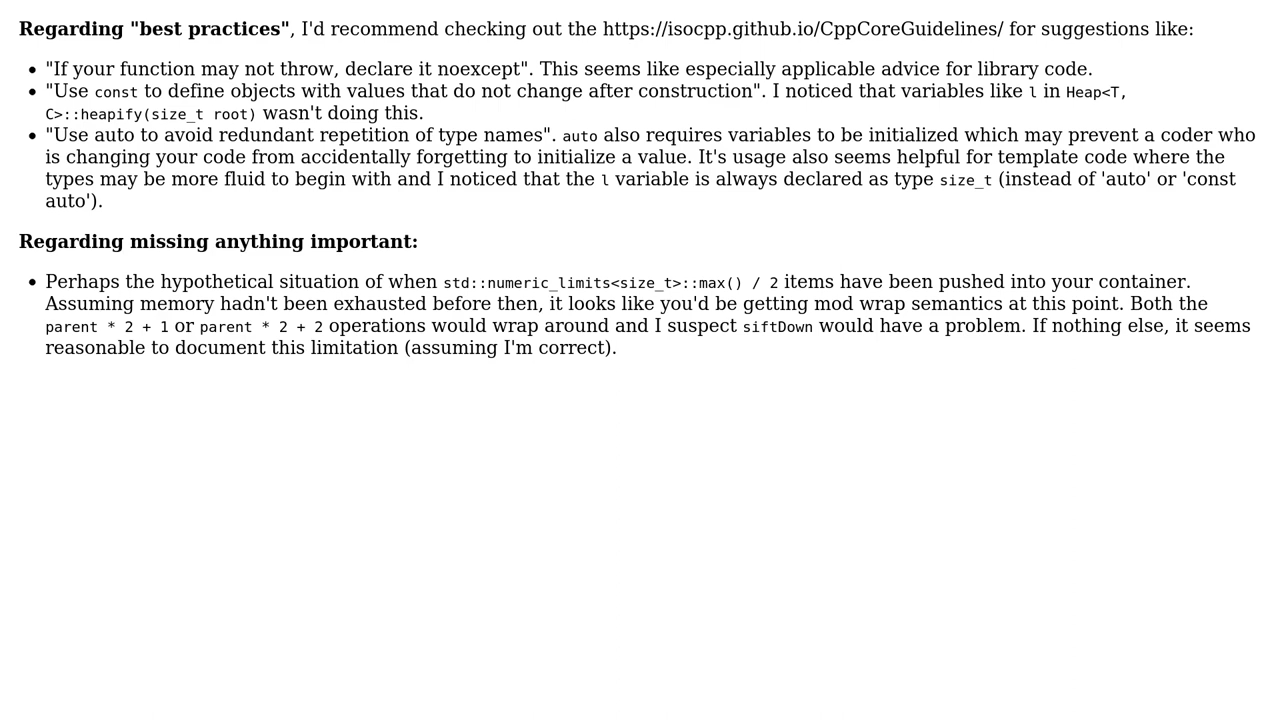 Regarding "best practices", I'd recommend checking out the https://isocpp.github.io/CppCoreGuidelines/ for suggestions like:
• "If your function may not throw, declare it noexcept". This seems like especially applicable advice for library code.
• "Use const to define objects with values that do not change after construction". I noticed that variables like l in Heap<T,
C>::heapify(size_t root) wasn't doing this.
• "Use auto to avoid redundant repetition of type names". auto also requires variables to be initialized which may prevent a coder who
is changing your code from accidentally forgetting to initialize a value. It's usage also seems helpful for template code where the
types may be more fluid to begin with and I noticed that the l variable is always declared as type size_t (instead of 'auto' or 'const
auto').
Regarding missing anything important:
• Perhaps the hypothetical situation of when std::numeric_limits<size_t>::max() / 2 items have been pushed into your container.
Assuming memory hadn't been exhausted before then, it looks like you'd be getting mod wrap semantics at this point. Both the
parent * 2 + 1 or parent * 2 + 2 operations would wrap around and I suspect siftDown would have a problem. If nothing else, it seems
reasonable to document this limitation (assuming I'm correct).